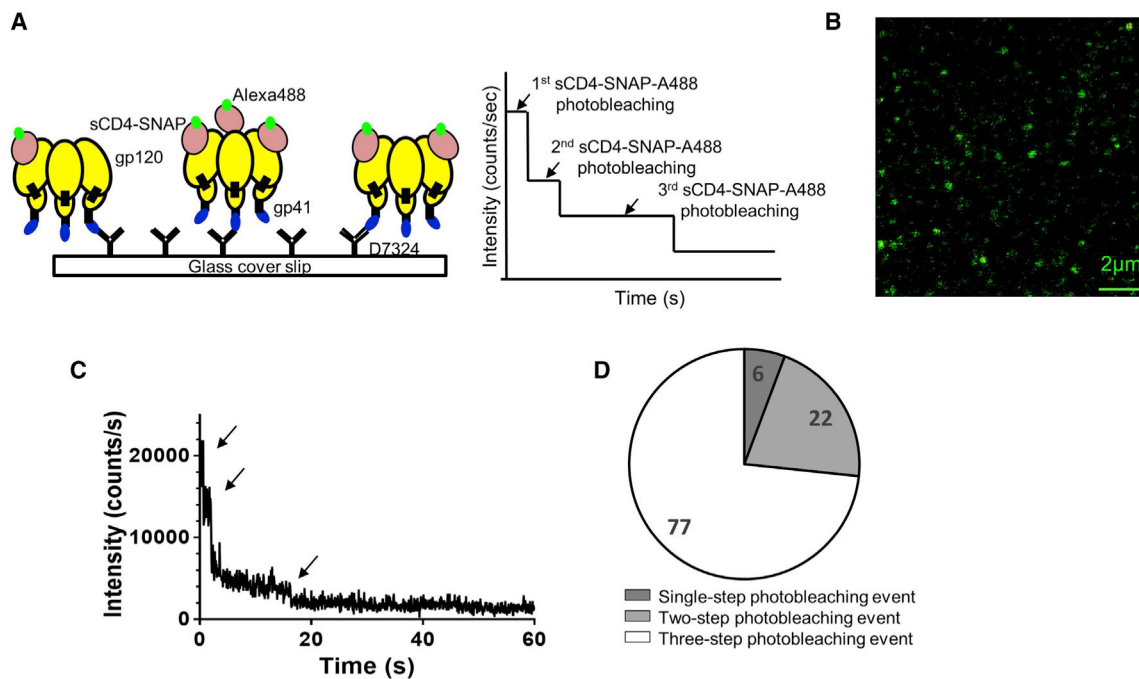 A
Alexa488
sCD4-SNAP
gp120
gp41
D7324
Glass cover slip
Intensity (counts/sec)
1st sCD4-SNAP-A488
photobleaching
2nd sCD4-SNAP-A488
photobleaching
3rd sCD4-SNAP-A488
photobleaching
Time (s)
B
2μm
C
Intensity (counts/s)
20000
10000
0
0 20 40 60
Time (s)
D
6
22
77
Single-step photobleaching event
Two-step photobleaching event
Three-step photobleaching event